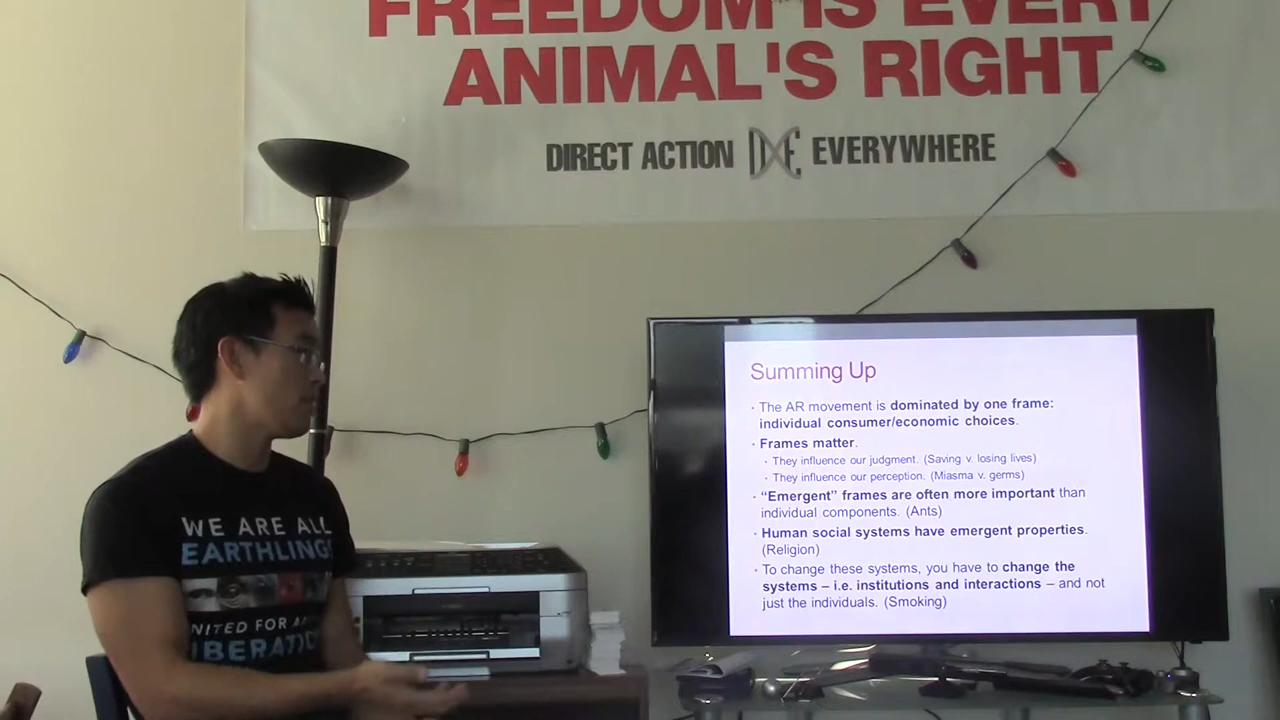 FREEDOM IS EVERY
ANIMAL'S RIGHT
DIRECT ACTION DXE EVERYWHERE
WE ARE ALL
EARTHLINGS
UNITED FOR
LIBERATION
Summing Up
· The AR movement is dominated by one frame:
individual consumer/economic choices.
· Frames matter.
· They influence our judgment. (Saving v. losing lives)
· They influence our perception. (Miasma v. germs)
· “Emergent” frames are often more important than
individual components. (Ants)
· Human social systems have emergent properties.
(Religion)
· To change these systems, you have to change the
systems – i.e. institutions and interactions – and not
just the individuals. (Smoking)